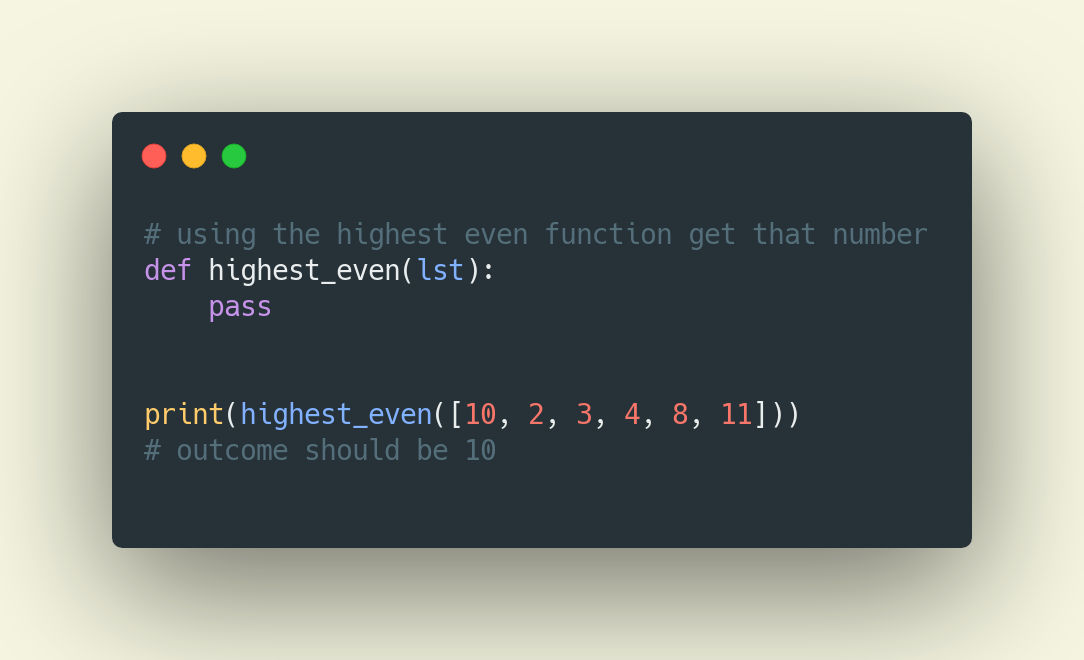 # using the highest even function get that number
def highest_even(lst):
    pass
print(highest_even([10, 2, 3, 4, 8, 11]))
# outcome should be 10